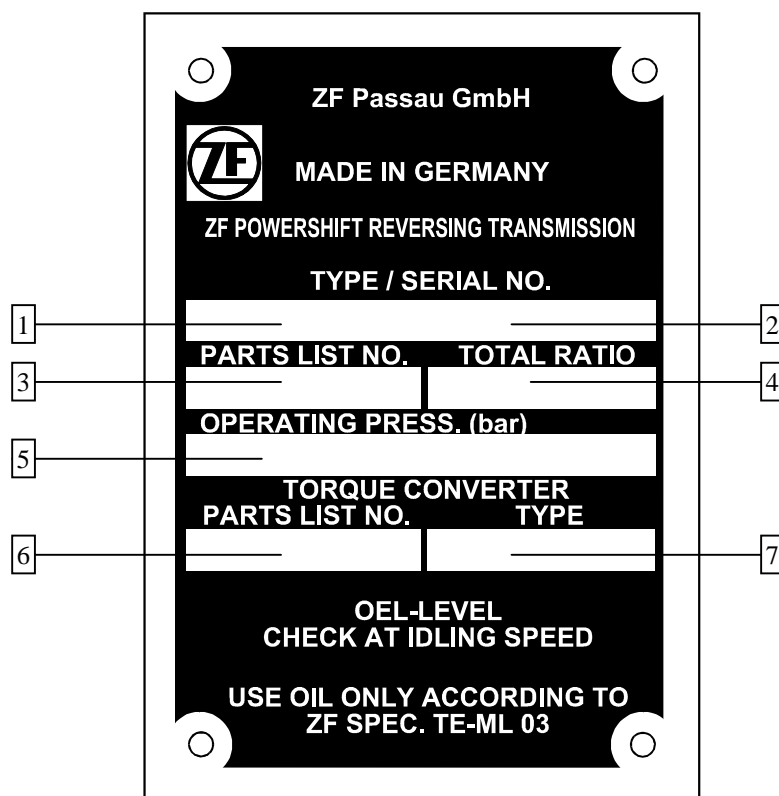 ZF Passau GmbH
ZF
MADE IN GERMANY
ZF POWERSHIFT REVERSING TRANSMISSION
TYPE / SERIAL NO.
1 2
PARTS LIST NO. TOTAL RATIO
3 4
OPERATING PRESS. (bar)
5
TORQUE CONVERTER
PARTS LIST NO. TYPE
6 7
OEL-LEVEL
CHECK AT IDLING SPEED
USE OIL ONLY ACCORDING TO
ZF SPEC. TE-ML 03